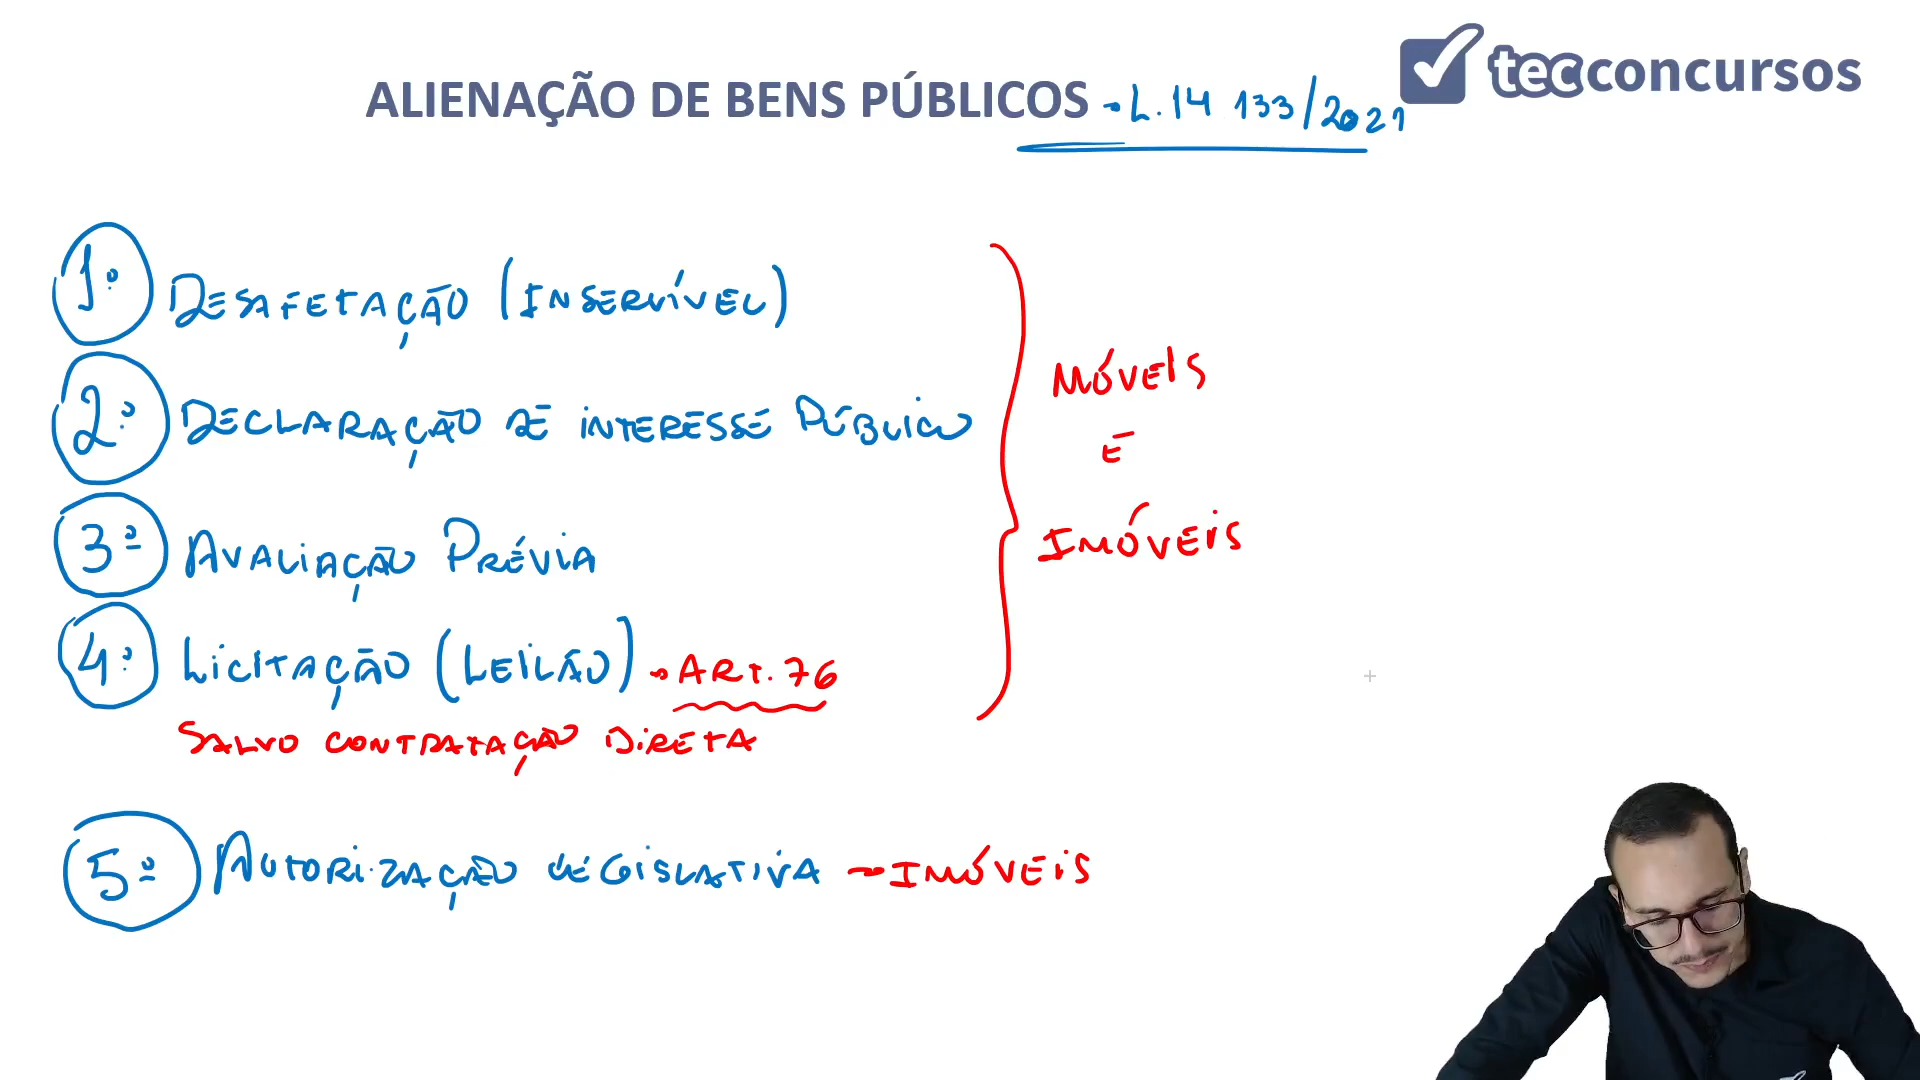 tecconcursos
ALIENAÇÃO DE BENS PÚBLICOS → L. 14 133/2021
1º DESAFETAÇÃO (INSERVÍVEL)
2º DECLARAÇÃO DE INTERESSE PÚBLICO
3º AVALIAÇÃO PRÉVIA
4º LICITAÇÃO (LEILÃO) → ART. 76
SALVO CONTRATAÇÃO DIRETA
MÓVEIS
E
IMÓVEIS
5º AUTORIZAÇÃO LEGISLATIVA → IMÓVEIS